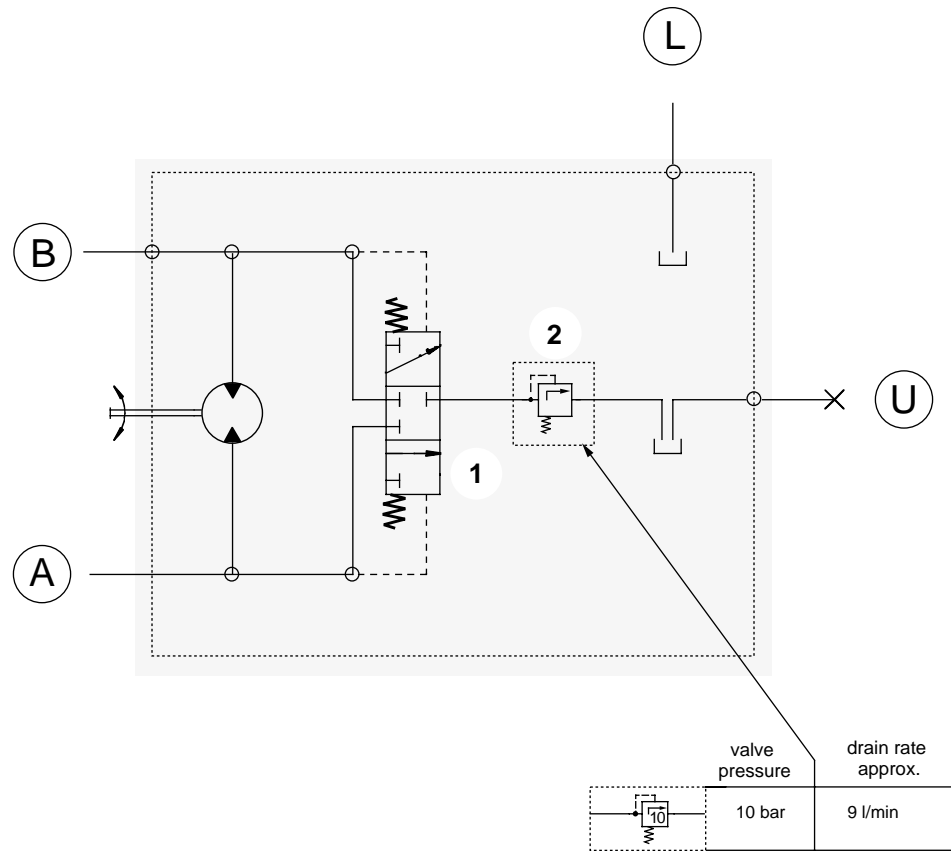 L
B
2
U
1
A
valve
pressure
drain rate
approx.
10
10 bar
9 l/min